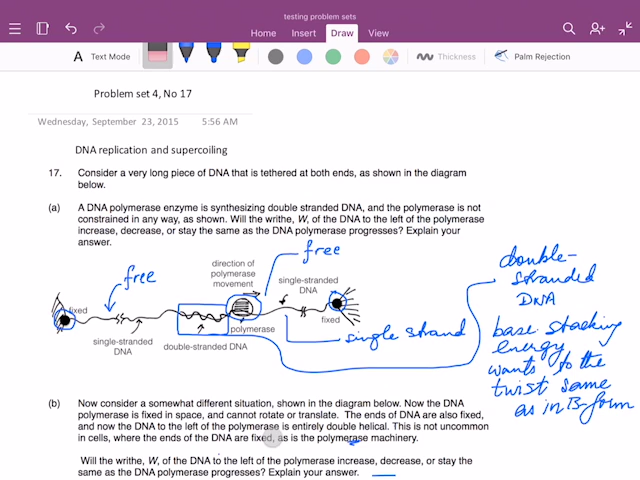 testing problem sets
Home Insert Draw View
A Text Mode
Thickness
Palm Rejection
Problem set 4, No 17
Wednesday, September 23, 2015 5:56 AM
DNA replication and supercoiling
17. Consider a very long piece of DNA that is tethered at both ends, as shown in the diagram
below.
(a) A DNA polymerase enzyme is synthesizing double stranded DNA, and the polymerase is not
constrained in any way, as shown. Will the writhe, W, of the DNA to the left of the polymerase
increase, decrease, or stay the same as the DNA polymerase progresses? Explain your
answer.
free
free
direction of
polymerase
movement
single-stranded
DNA
fixed
fixed
single-stranded
DNA
double-stranded DNA
polymerase
single strand
double-
stranded
DNA
base stacking
energy
wants to the
twist same
as in B-form
(b) Now consider a somewhat different situation, shown in the diagram below. Now the DNA
polymerase is fixed in space, and cannot rotate or translate. The ends of DNA are also fixed,
and now the DNA to the left of the polymerase is entirely double helical. This is not uncommon
in cells, where the ends of the DNA are fixed, as is the polymerase machinery.
Will the writhe, W, of the DNA to the left of the polymerase increase, decrease, or stay the
same as the DNA polymerase progresses? Explain your answer.